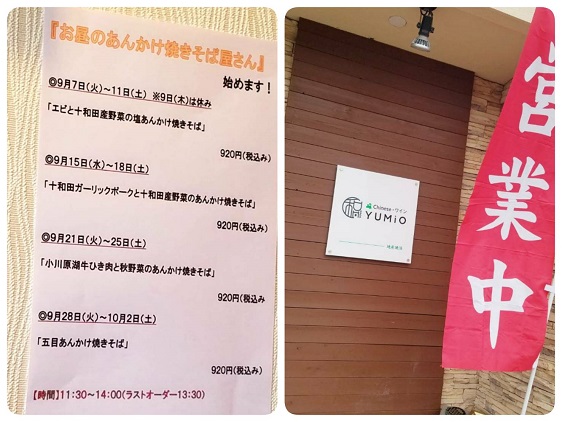 『お昼のあんかけ焼きそば屋さん』
始めます！
◎9月7日(火)～11日(土) ※9日(木)は休み
「エビと十和田産野菜の塩あんかけ焼きそば」
920円(税込み)
◎9月15日(水)～18日(土)
「十和田ガーリックポークと十和田産野菜のあんかけ焼きそば」
920円(税込み)
◎9月21日(火)～25日(土)
「小川原湖牛ひき肉と秋野菜のあんかけ焼きそば」
920円(税込み)
◎9月28日(火)～10月2日(土)
「五目あんかけ焼きそば」
920円(税込み)
【時間】11:30～14:00(ラストオーダー13:30)
Chinese・ワイン
YUMiO
営業中